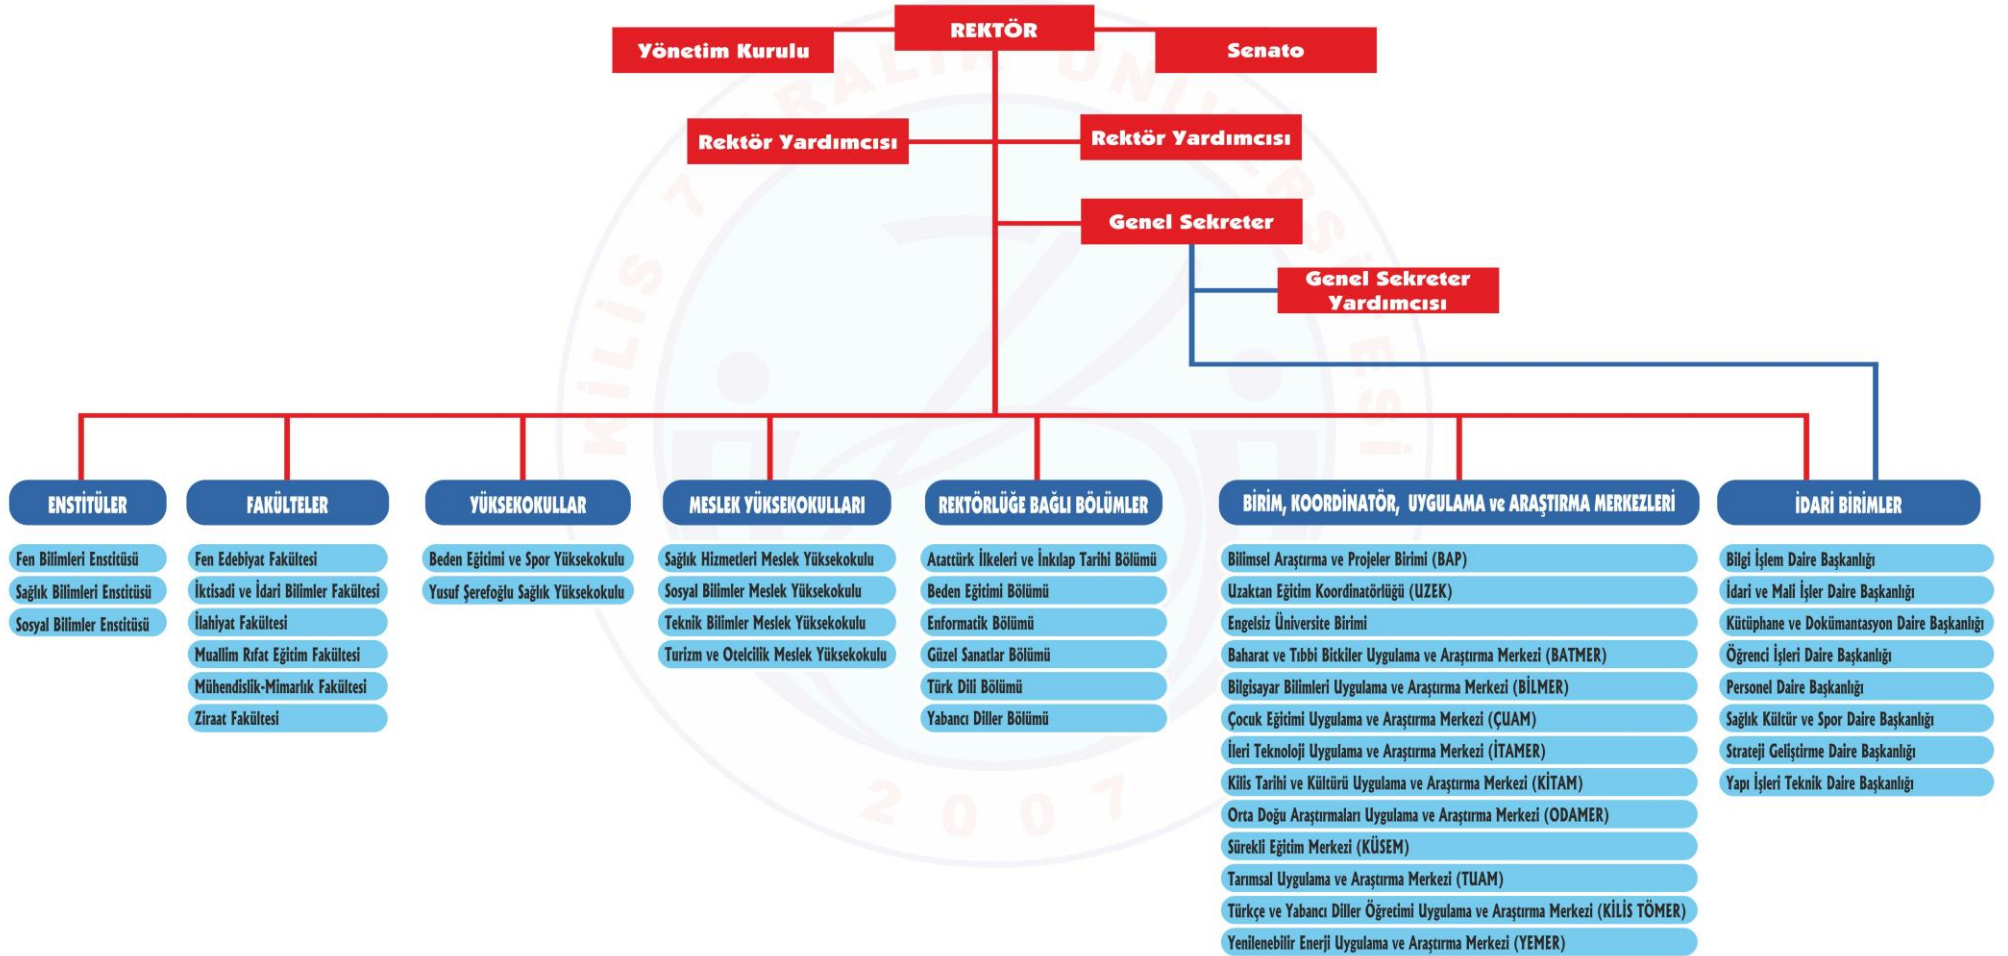 REKTÖR
Yönetim Kurulu
Senato
Rektör Yardımcısı
Rektör Yardımcısı
Genel Sekreter
Genel Sekreter
Yardımcısı
KİLİS 7 ARALIK ÜNİVERSİTESİ
2007
ENSTİTÜLER
Fen Bilimleri Enstitüsü
Sağlık Bilimleri Enstitüsü
Sosyal Bilimler Enstitüsü
FAKÜLTELER
Fen Edebiyat Fakültesi
İktisadi ve İdari Bilimler Fakültesi
İlahiyat Fakültesi
Muallim Rıfat Eğitim Fakültesi
Mühendislik-Mimarlık Fakültesi
Ziraat Fakültesi
YÜKSEKOKULLAR
Beden Eğitimi ve Spor Yüksekokulu
Yusuf Şerefoğlu Sağlık Yüksekokulu
MESLEK YÜKSEKOKULLARI
Sağlık Hizmetleri Meslek Yüksekokulu
Sosyal Bilimler Meslek Yüksekokulu
Teknik Bilimler Meslek Yüksekokulu
Turizm ve Otelcilik Meslek Yüksekokulu
REKTÖRLÜĞE BAĞLI BÖLÜMLER
Atattürk İlkeleri ve İnkılap Tarihi Bölümü
Beden Eğitimi Bölümü
Enformatik Bölümü
Güzel Sanatlar Bölümü
Türk Dili Bölümü
Yabancı Diller Bölümü
BİRİM, KOORDİNATÖR, UYGULAMA ve ARAŞTIRMA MERKEZLERİ
Bilimsel Araştırma ve Projeler Birimi (BAP)
Uzaktan Eğitim Koordinatörlüğü (UZEK)
Engelsiz Üniversite Birimi
Baharat ve Tıbbi Bitkiler Uygulama ve Araştırma Merkezi (BATMER)
Bilgisayar Bilimleri Uygulama ve Araştırma Merkezi (BİLMER)
Çocuk Eğitimi Uygulama ve Araştırma Merkezi (ÇUAM)
İleri Teknoloji Uygulama ve Araştırma Merkezi (İTAMER)
Kilis Tarihi ve Kültürü Uygulama ve Araştırma Merkezi (KİTAM)
Orta Doğu Araştırmaları Uygulama ve Araştırma Merkezi (ODAMER)
Sürekli Eğitim Merkezi (KÜSEM)
Tarımsal Uygulama ve Araştırma Merkezi (TUAM)
Türkçe ve Yabancı Diller Öğretimi Uygulama ve Araştırma Merkezi (KİLİS TÖMER)
Yenilenebilir Enerji Uygulama ve Araştırma Merkezi (YEMER)
İDARİ BİRİMLER
Bilgi İşlem Daire Başkanlığı
İdari ve Mali İşler Daire Başkanlığı
Kütüphane ve Dokümantasyon Daire Başkanlığı
Öğrenci İşleri Daire Başkanlığı
Personel Daire Başkanlığı
Sağlık Kültür ve Spor Daire Başkanlığı
Strateji Geliştirme Daire Başkanlığı
Yapı İşleri Teknik Daire Başkanlığı